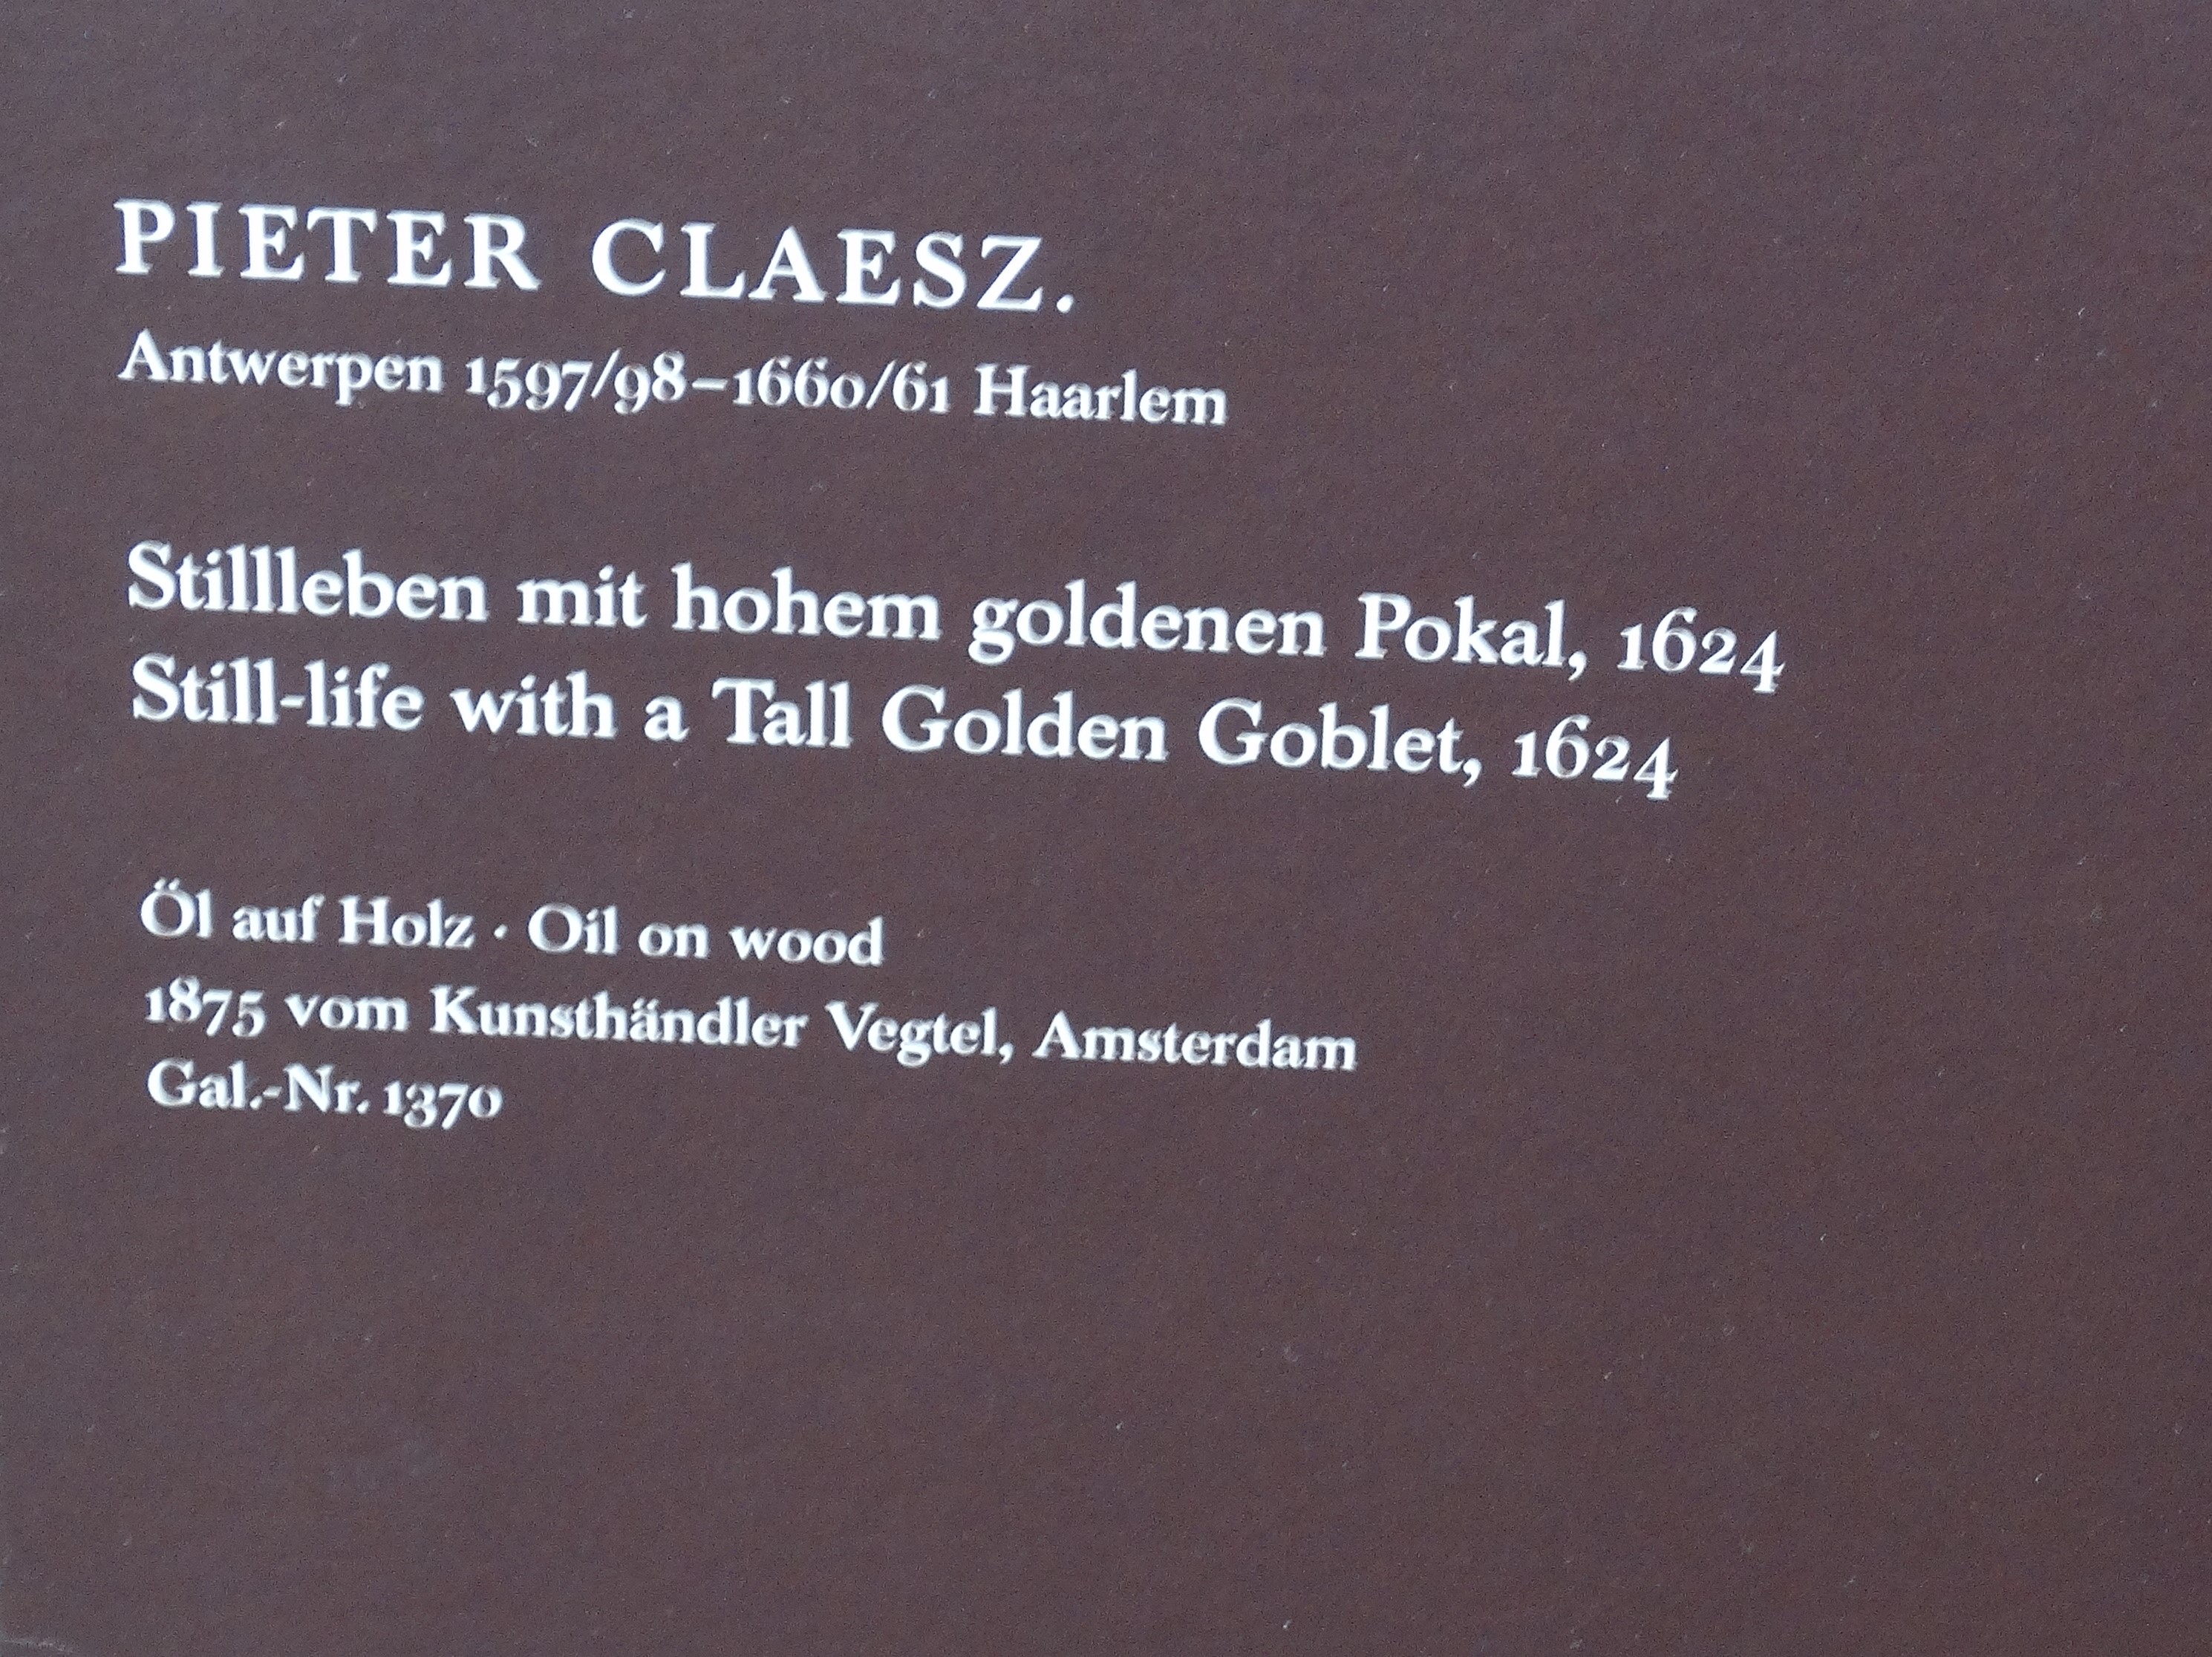 PIETER CLAESZ.
Antwerpen 1597/98–1660/61 Haarlem
Stillleben mit hohem goldenen Pokal, 1624
Still-life with a Tall Golden Goblet, 1624
Öl auf Holz · Oil on wood
1875 vom Kunsthändler Vegtel, Amsterdam
Gal.-Nr. 1370